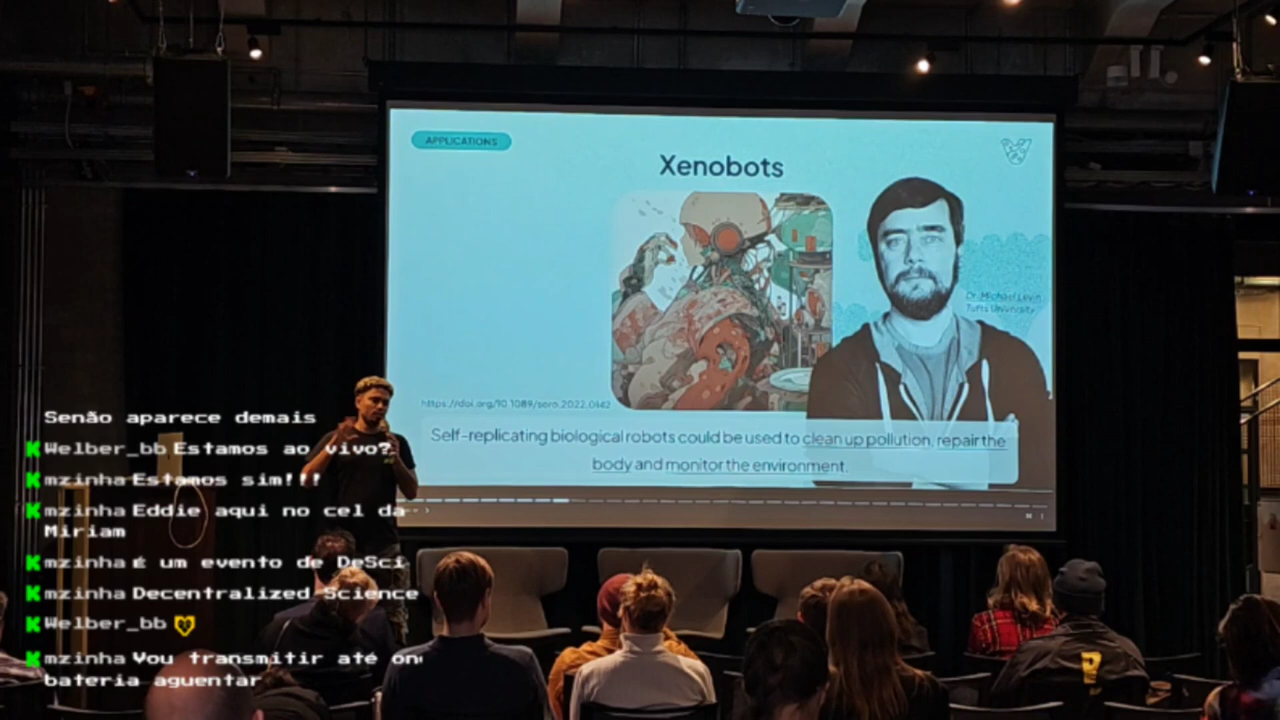 APPLICATIONS
Xenobots
Dr. Michael Levin
Tufts University
https://doi.org/10.1089/soro.2022.0142
Self-replicating biological robots could be used to clean up pollution, repair the
body and monitor the environment.
Senão aparece demais
Welber_bb Estamos ao vivo?
mzinha Estamos sim!!!
mzinha Eddie aqui no cel da
Miriam
mzinha É um evento de DeSci
mzinha Decentralized Science
Welber_bb
mzinha Vou transmitir até on
bateria aguentar